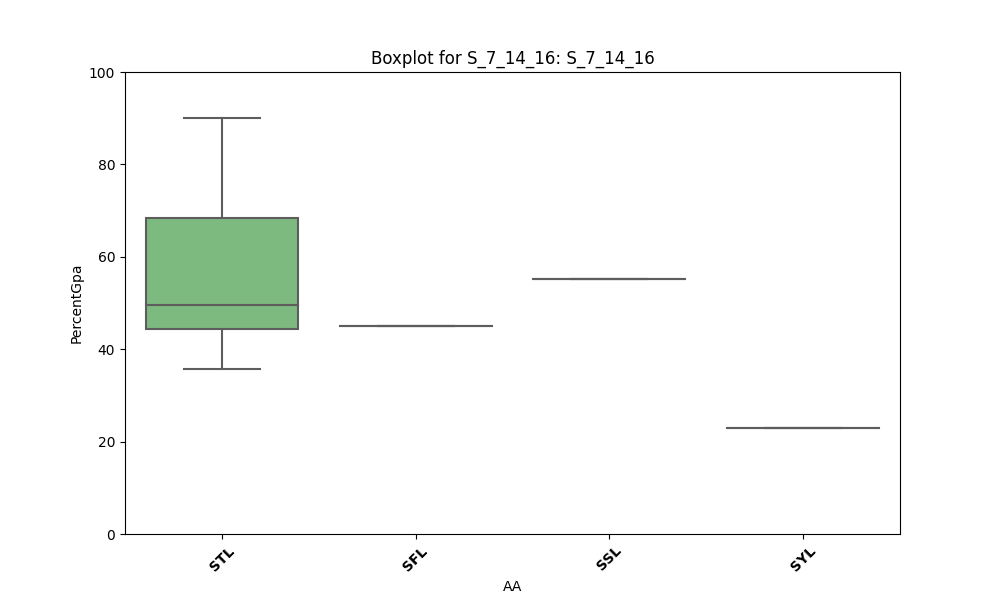 Boxplot for S_7_14_16: S_7_14_16
100
80
60
40
20
0
PercentGpa
STL
SFL
SSL
SYL
AA